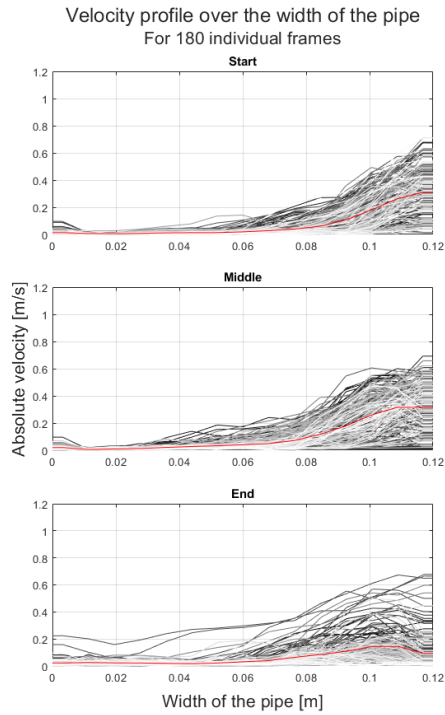 Velocity profile over the width of the pipe
For 180 individual frames
Start
1.2
1
0.8
0.6
0.4
0.2
0
0 0.02 0.04 0.06 0.08 0.1 0.12
Middle
Absolute velocity [m/s]
1.2
1
0.8
0.6
0.4
0.2
0
0 0.02 0.04 0.06 0.08 0.1 0.12
End
1.2
1
0.8
0.6
0.4
0.2
0
0 0.02 0.04 0.06 0.08 0.1 0.12
Width of the pipe [m]